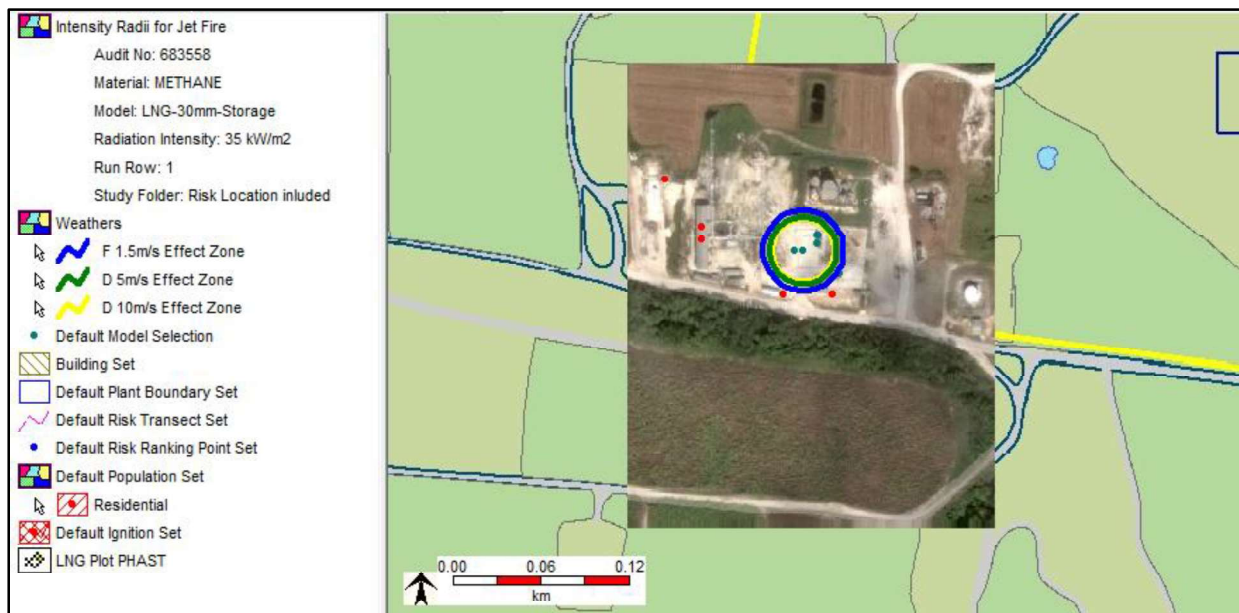 Intensity Radii for Jet Fire
Audit No: 683558
Material: METHANE
Model: LNG-30mm-Storage
Radiation Intensity: 35 kW/m2
Run Row: 1
Study Folder: Risk Location inluded
Weathers
F 1.5m/s Effect Zone
D 5m/s Effect Zone
D 10m/s Effect Zone
Default Model Selection
Building Set
Default Plant Boundary Set
Default Risk Transect Set
Default Risk Ranking Point Set
Default Population Set
Residential
Default Ignition Set
LNG Plot PHAST
0.00 0.06 0.12
km